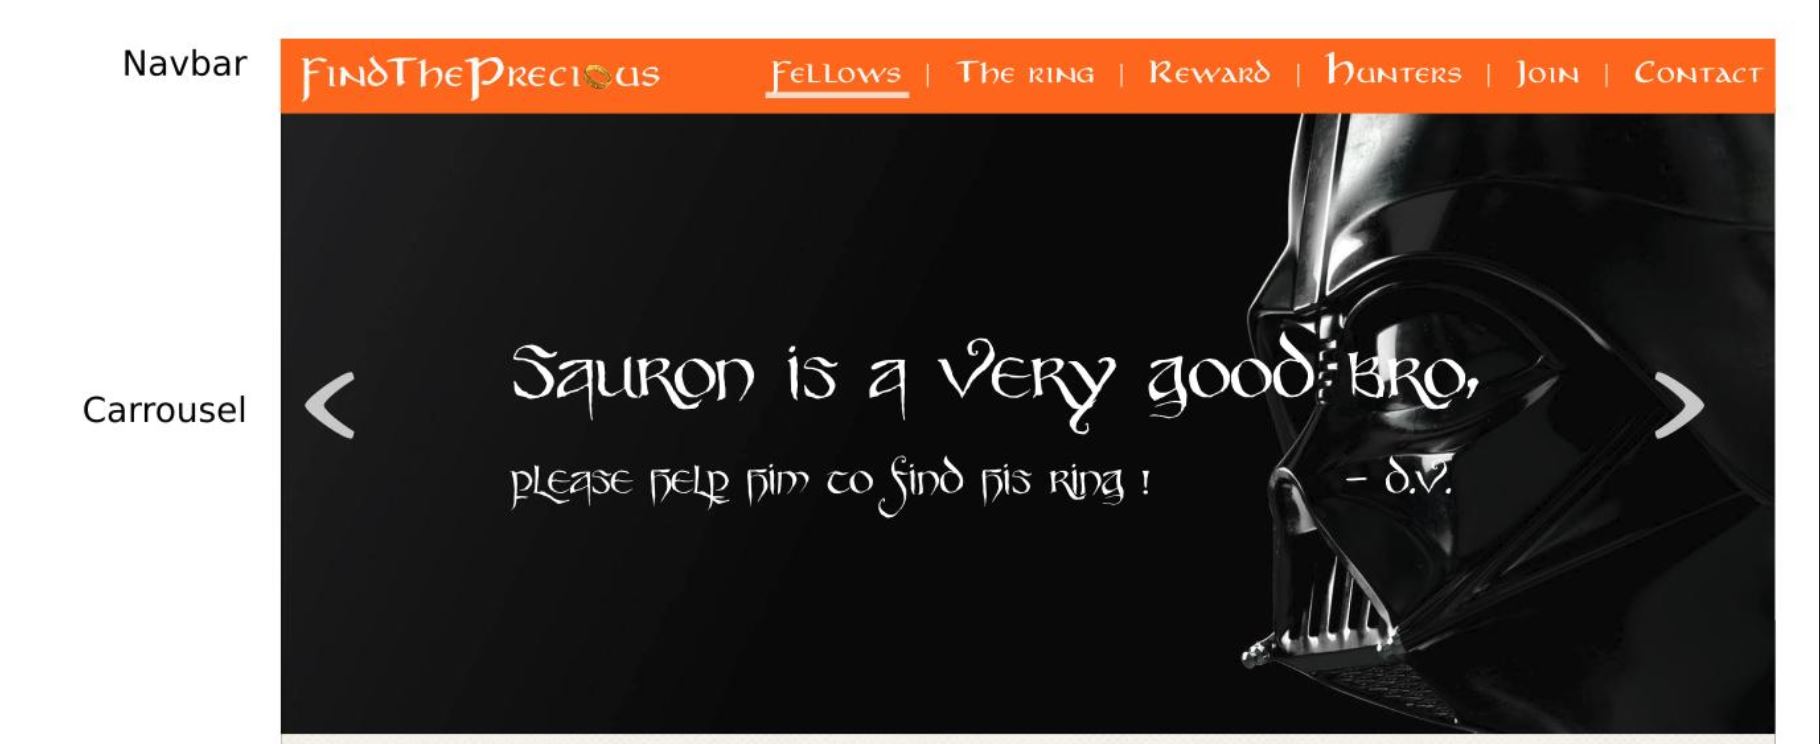 Navbar
FindThePrecious
Fellows | The ring | Reward | Hunters | Join | Contact
Carrousel
Sauron is a very good bro,
please help him to find his ring !
- D.V.